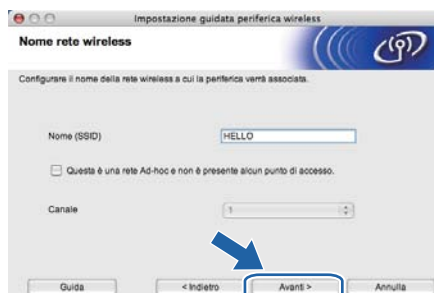 Impostazione guidata periferica wireless
Nome rete wireless
Configurare il nome della rete wireless a cui la periferica verrà associata.
Nome (SSID)
HELLO
Questa è una rete Ad-hoc e non è presente alcun punto di accesso.
Canale
1
Guida
< Indietro
Avanti >
Annulla